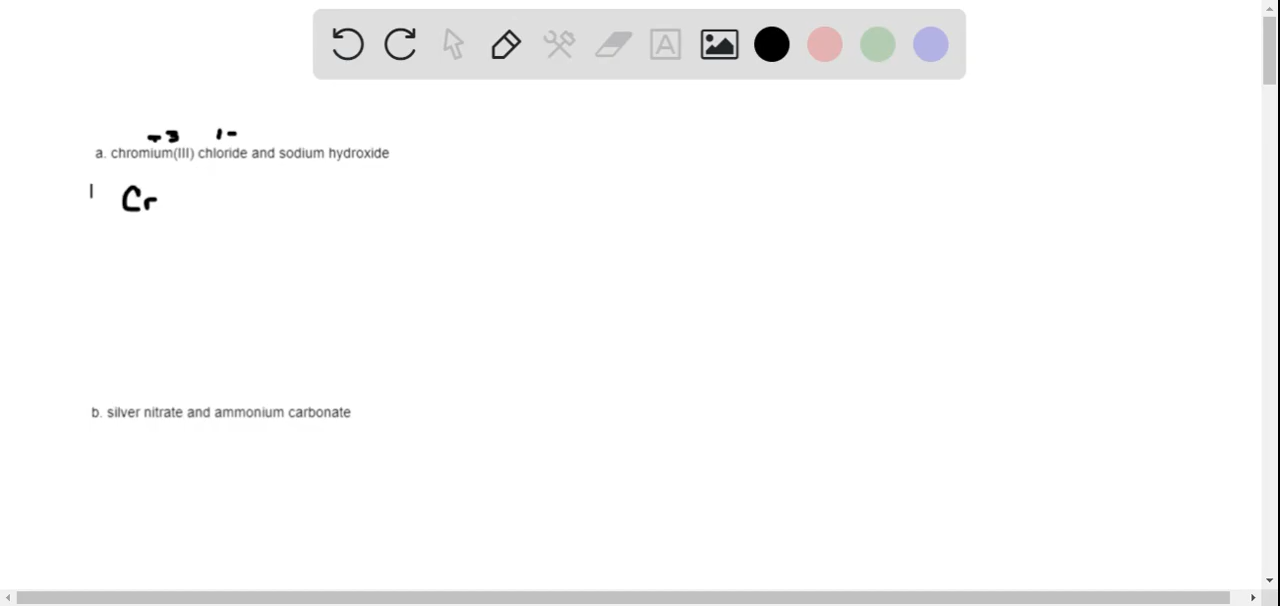 +3 1-
a. chromium(III) chloride and sodium hydroxide
| Cr
b. silver nitrate and ammonium carbonate